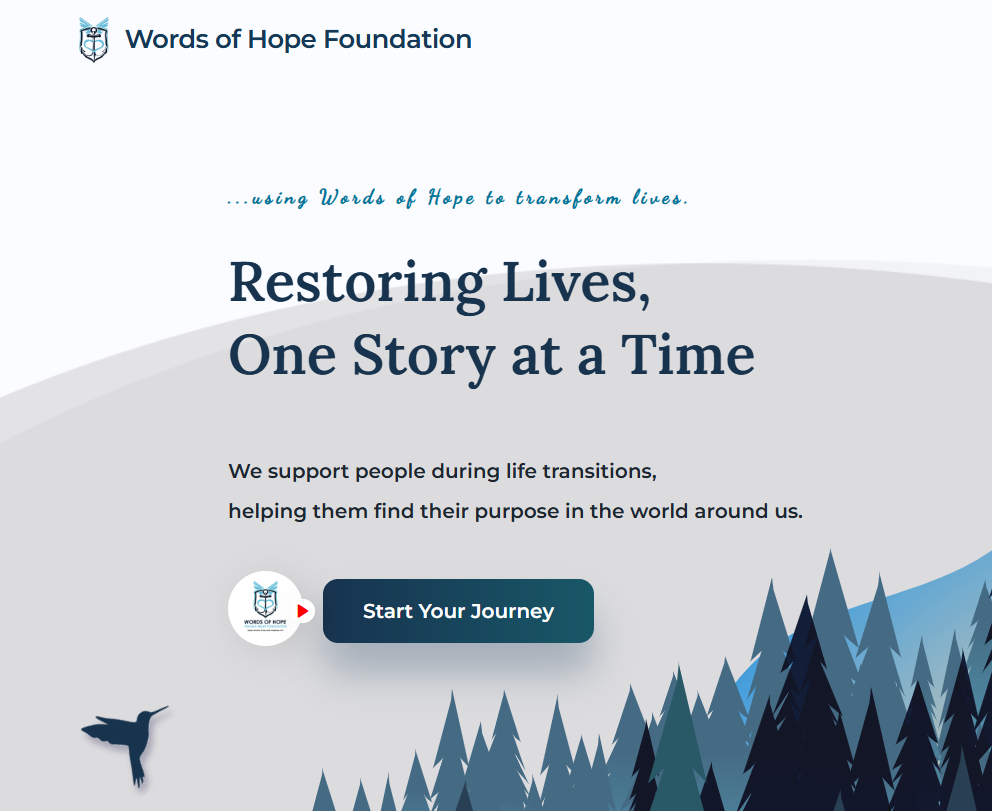 Words of Hope Foundation
...using Words of Hope to transform lives.
Restoring Lives,
One Story at a Time
We support people during life transitions,
helping them find their purpose in the world around us.
WORDS OF HOPE
Start Your Journey